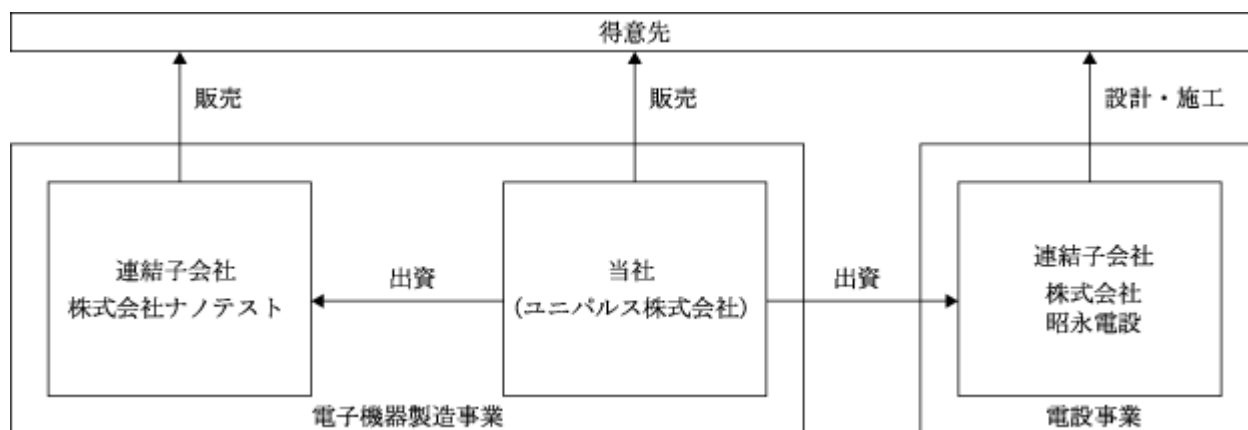 得意先
販売
販売
設計・施工
連結子会社
株式会社ナノテスト
出資
当社
(ユニパルス株式会社)
出資
連結子会社
株式会社
昭永電設
電子機器製造事業
電設事業